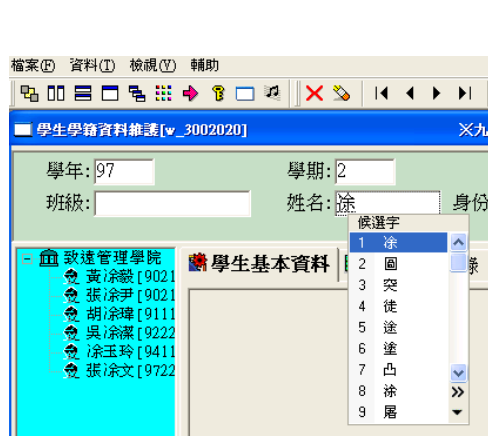 檔案(F) 資料(I) 檢視(V) 輔助
學生學籍資料維護[w_3002020] ※九
學年: 97 學期: 2
班級: 姓名: 涂 身份
候選字
1 涂
2 圖
3 突
4 徒
5 途
6 塗
7 凸
8 涂
9 屠
致遠管理學院
黃涂毅[9021
張涂尹[9021
胡涂瑋[9111
吳涂潔[9222
涂玉玲[9411
張涂文[9722
學生基本資料 錄